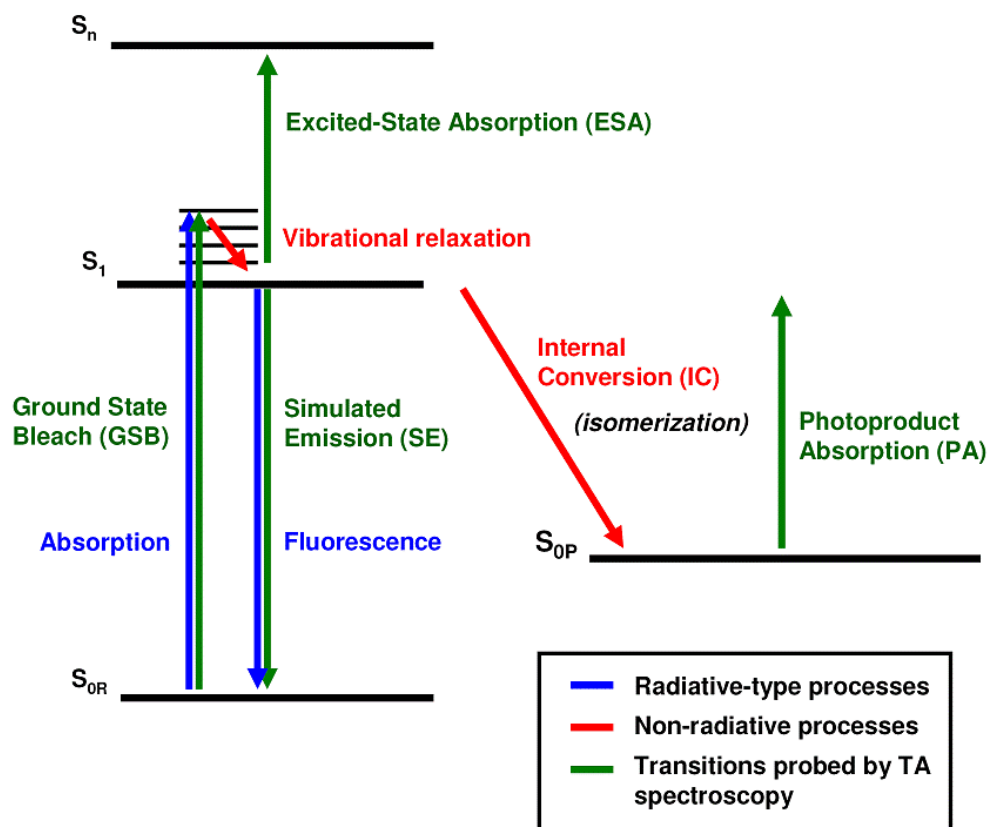 Sn
Excited-State Absorption (ESA)
Vibrational relaxation
S1
Internal
Conversion (IC)
(isomerization)
Ground State
Bleach (GSB)
Simulated
Emission (SE)
Photoproduct
Absorption (PA)
Absorption
Fluorescence
S0P
S0R
Radiative-type processes
Non-radiative processes
Transitions probed by TA
spectroscopy